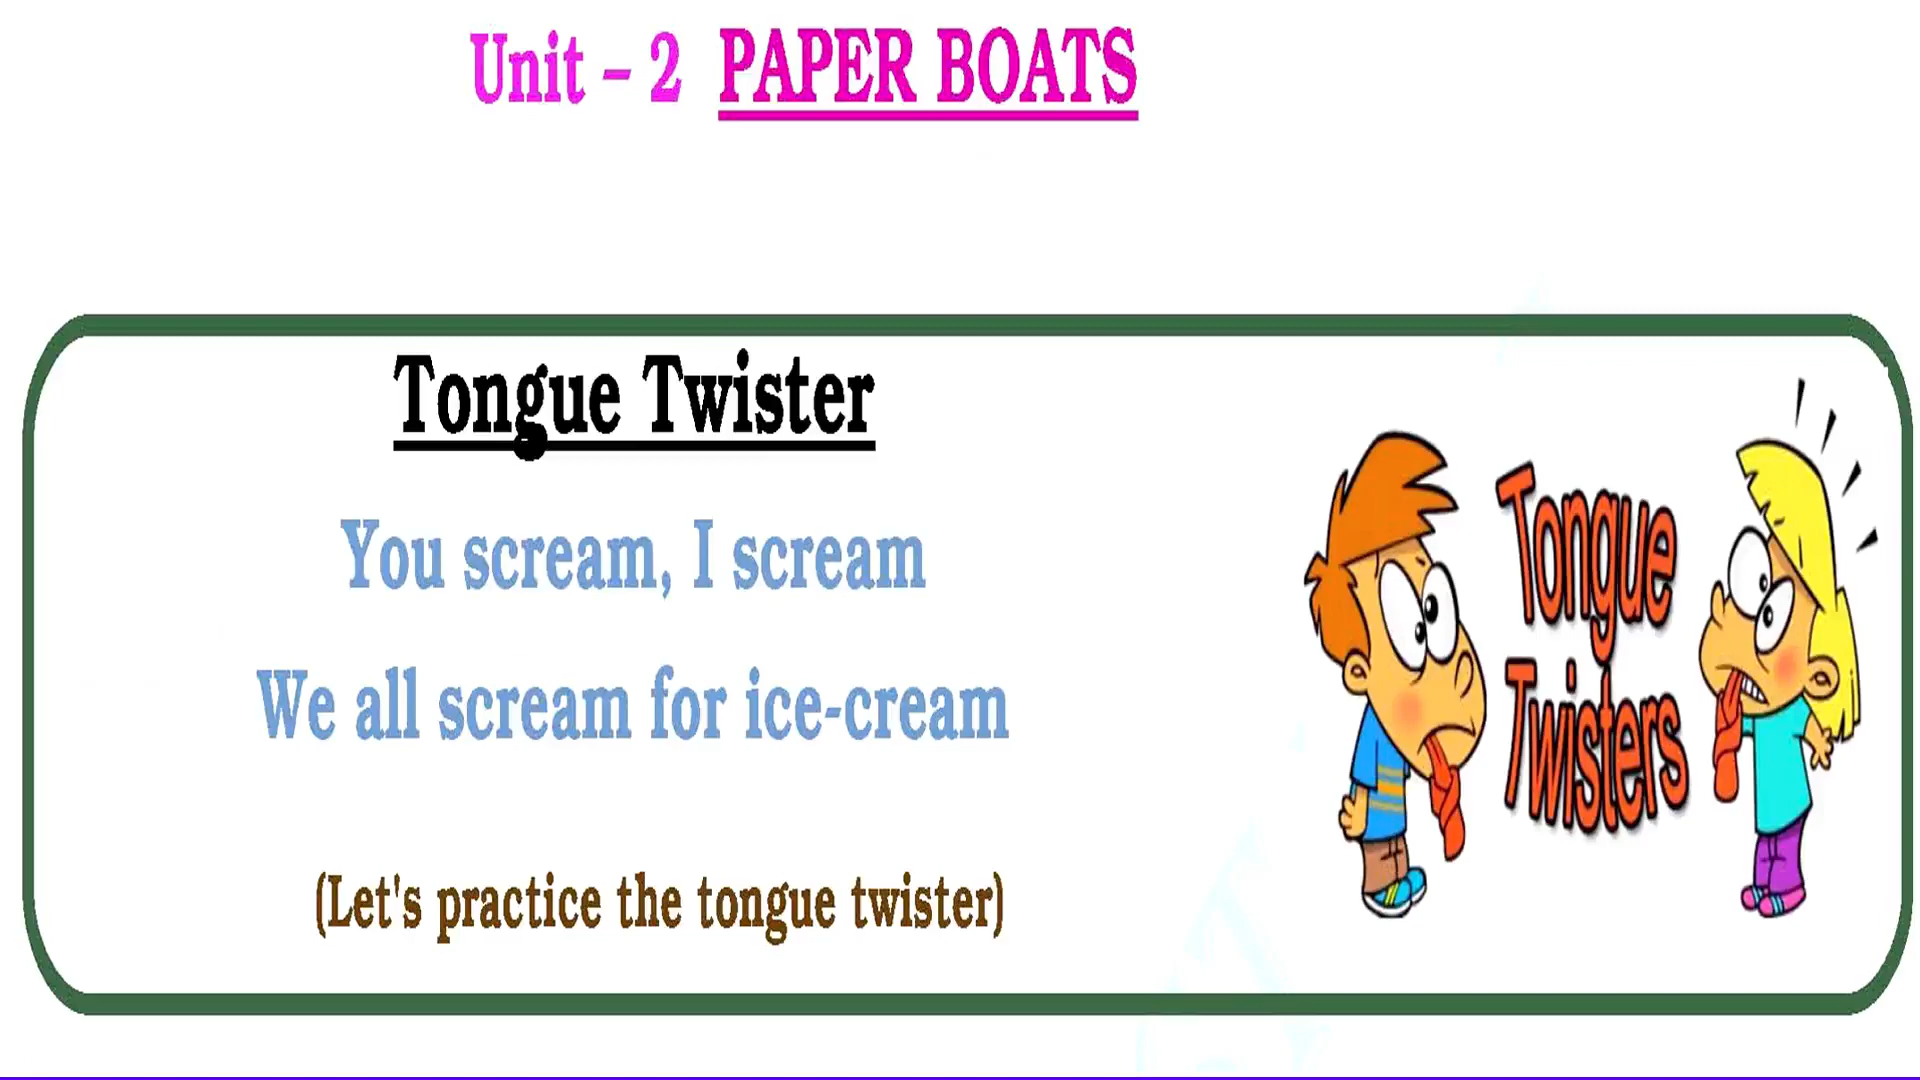 Unit – 2 PAPER BOATS
Tongue Twister
You scream, I scream
We all scream for ice-cream
(Let's practice the tongue twister)
Tongue
Twisters